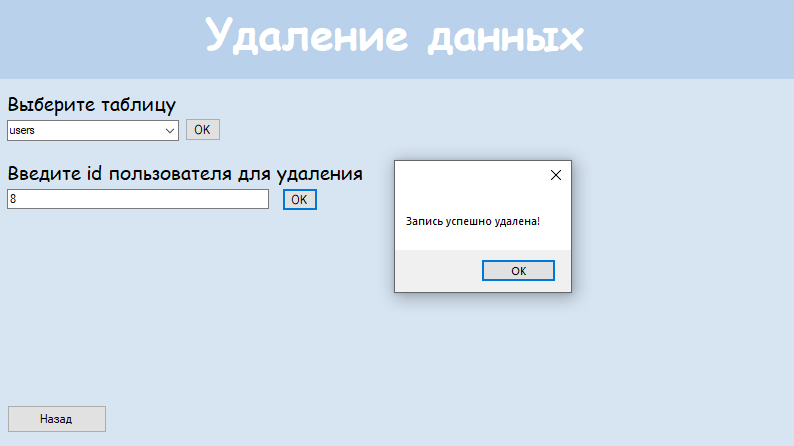 Удаление данных
Выберите таблицу
users
OK
Введите id пользователя для удаления
8
OK
Запись успешно удалена!
OK
Назад